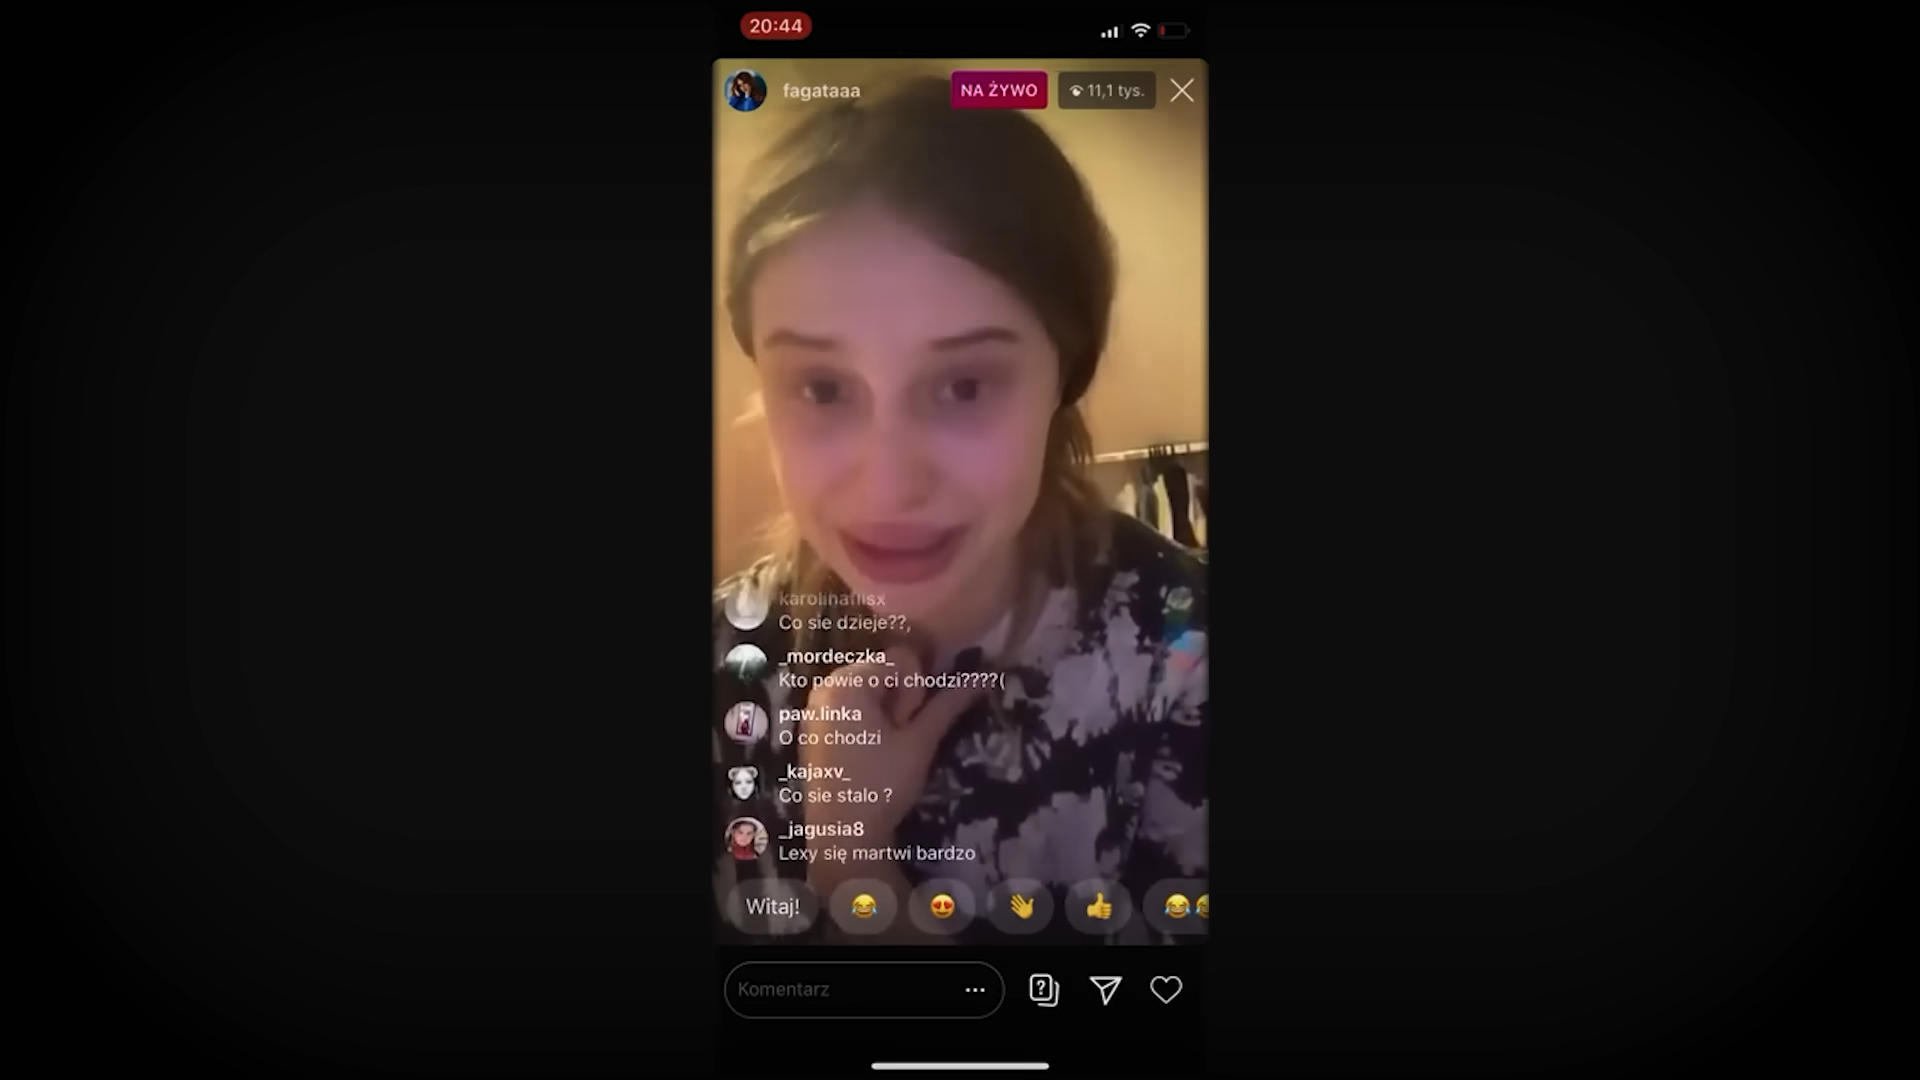 20:44
fagataaa
NA ŻYWO
11,1 tys.
karolinaflisx
Co sie dzieje??,
_mordeczka_
Kto powie o ci chodzi????(
paw.linka
O co chodzi
_kajaxv_
Co sie stalo ?
_jagusia8
Lexy się martwi bardzo
Witaj!
Komentarz